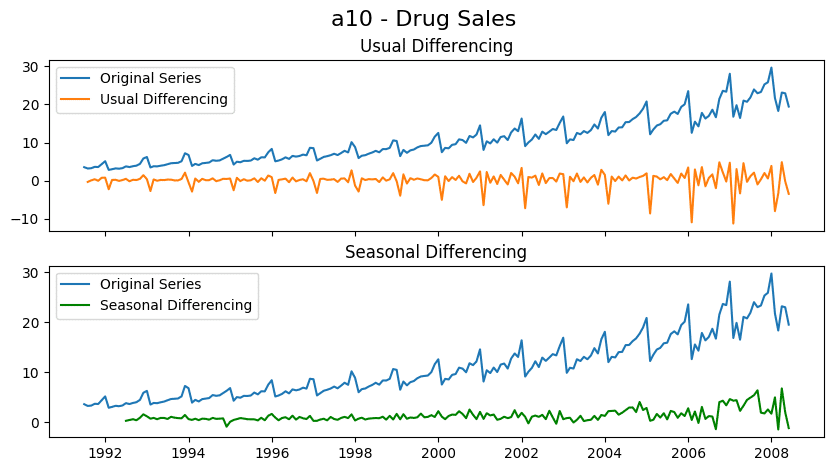 a10 - Drug Sales
Usual Differencing
30
20
10
0
−10
Original Series
Usual Differencing
Seasonal Differencing
30
20
10
0
Original Series
Seasonal Differencing
1992 1994 1996 1998 2000 2002 2004 2006 2008